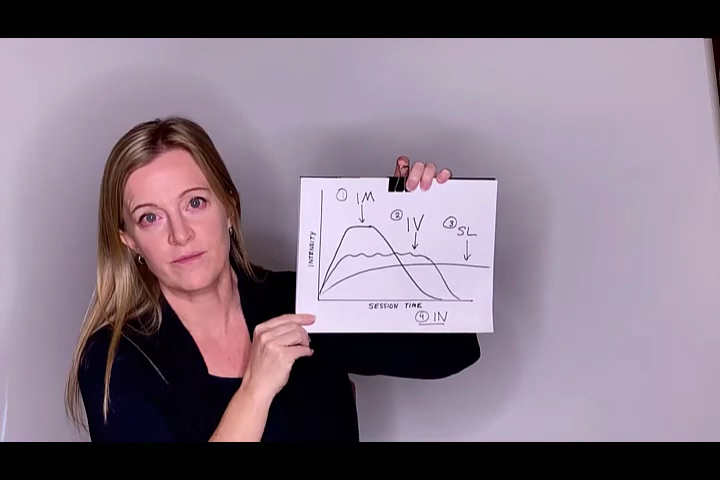 ① IM
② IV
③ SL
INTENSITY
SESSION TIME
④ IN